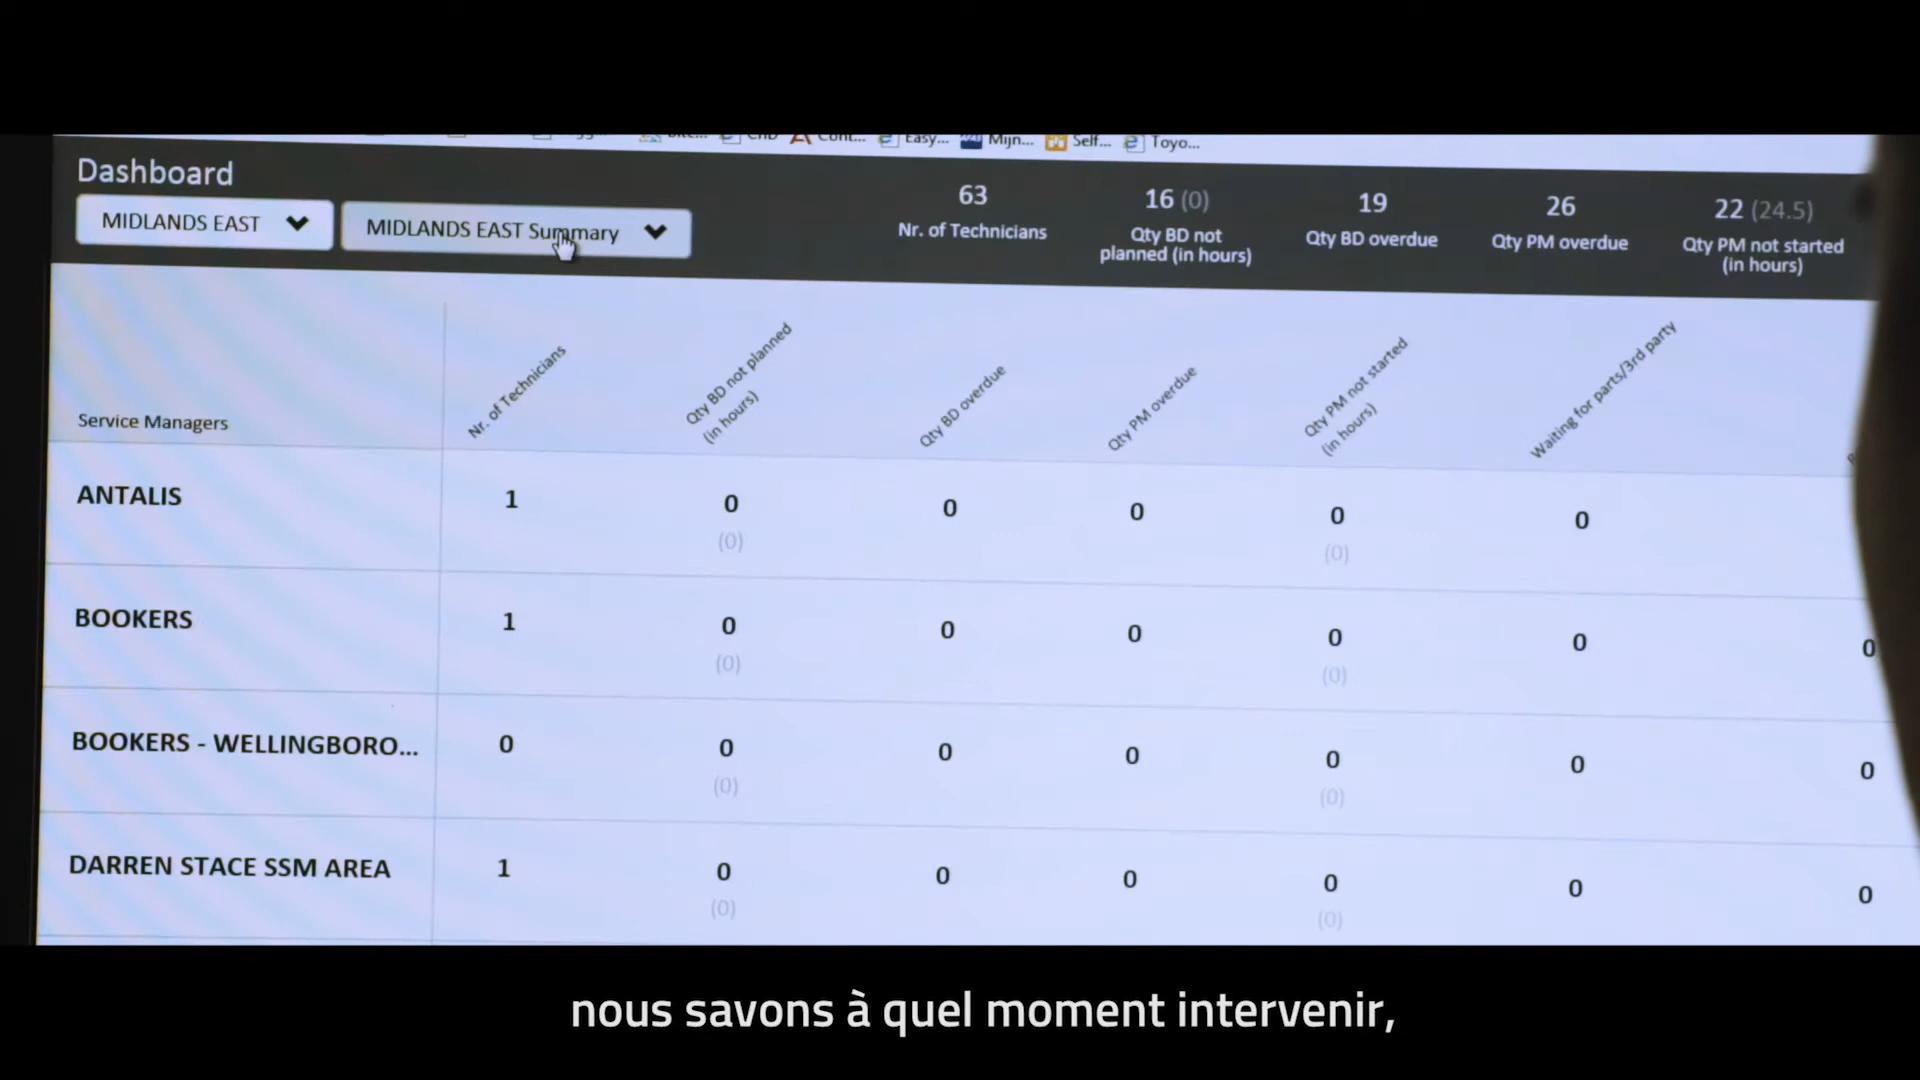 Cont...
Easy...
Mijn...
Self...
Toyo...
Dashboard
MIDLANDS EAST
MIDLANDS EAST Summary
63
Nr. of Technicians
16 (0)
Qty BD not
planned (in hours)
19
Qty BD overdue
26
Qty PM overdue
22 (24.5)
Qty PM not started
(in hours)
Service Managers
Nr. of Technicians
Qty BD not planned
(in hours)
Qty BD overdue
Qty PM overdue
Qty PM not started
(in hours)
Waiting for parts/3rd party
ANTALIS 1 0 0 0 0 0
(0) (0)
BOOKERS 1 0 0 0 0 0 0
(0) (0)
BOOKERS - WELLINGBORO... 0 0 0 0 0 0 0
(0) (0)
DARREN STACE SSM AREA 1 0 0 0 0 0 0
(0) (0)
nous savons à quel moment intervenir,